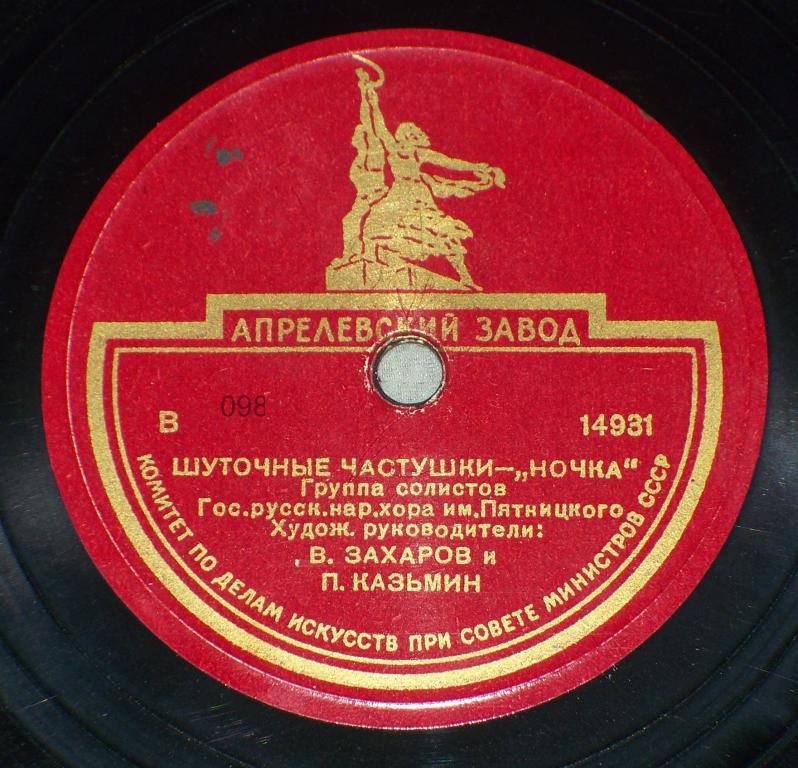 АПРЕЛЕВСКИЙ ЗАВОД
В 098 14931
ШУТОЧНЫЕ ЧАСТУШКИ—„НОЧКА“
Группа солистов
Гос.русск.нар.хора им.Пятницкого
Худож. руководители:
В. ЗАХАРОВ и
П. КАЗЬМИН
КОМИТЕТ ПО ДЕЛАМ ИСКУССТВ ПРИ СОВЕТЕ МИНИСТРОВ СССР